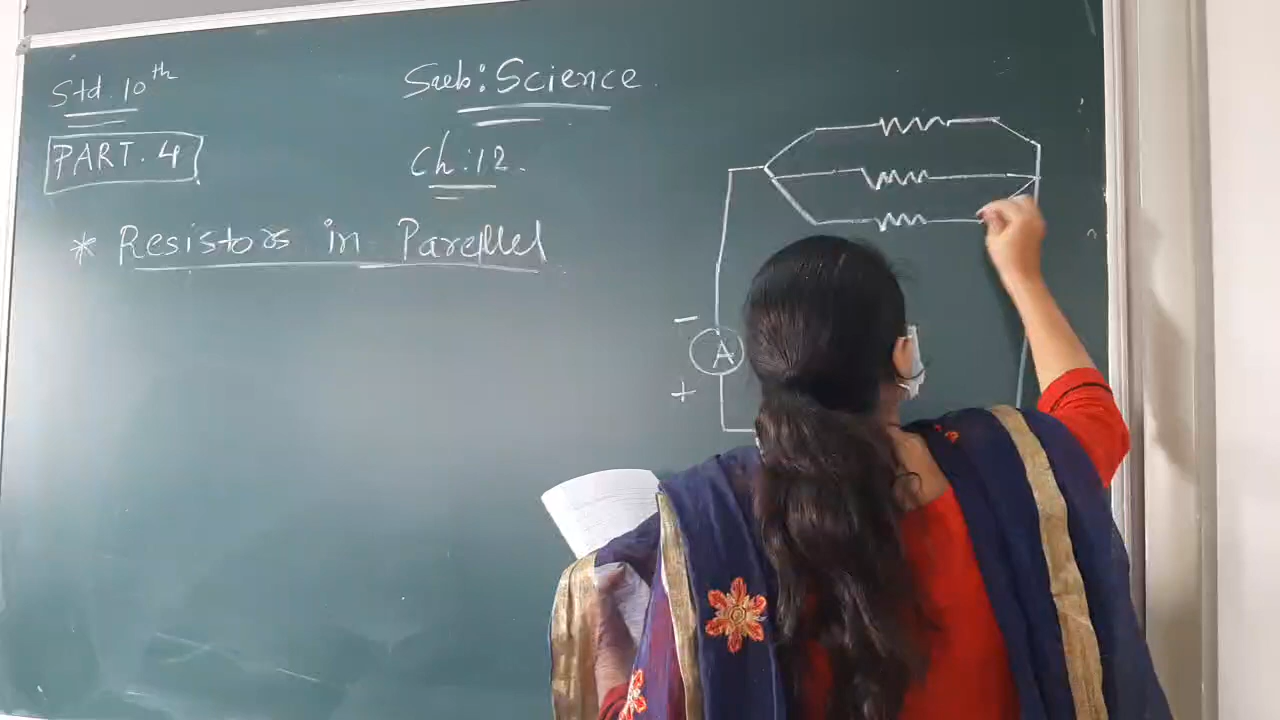 Std. 10th
Sub: Science
PART. 4
Ch: 12.
* Resistors in Parellel
-
A
+